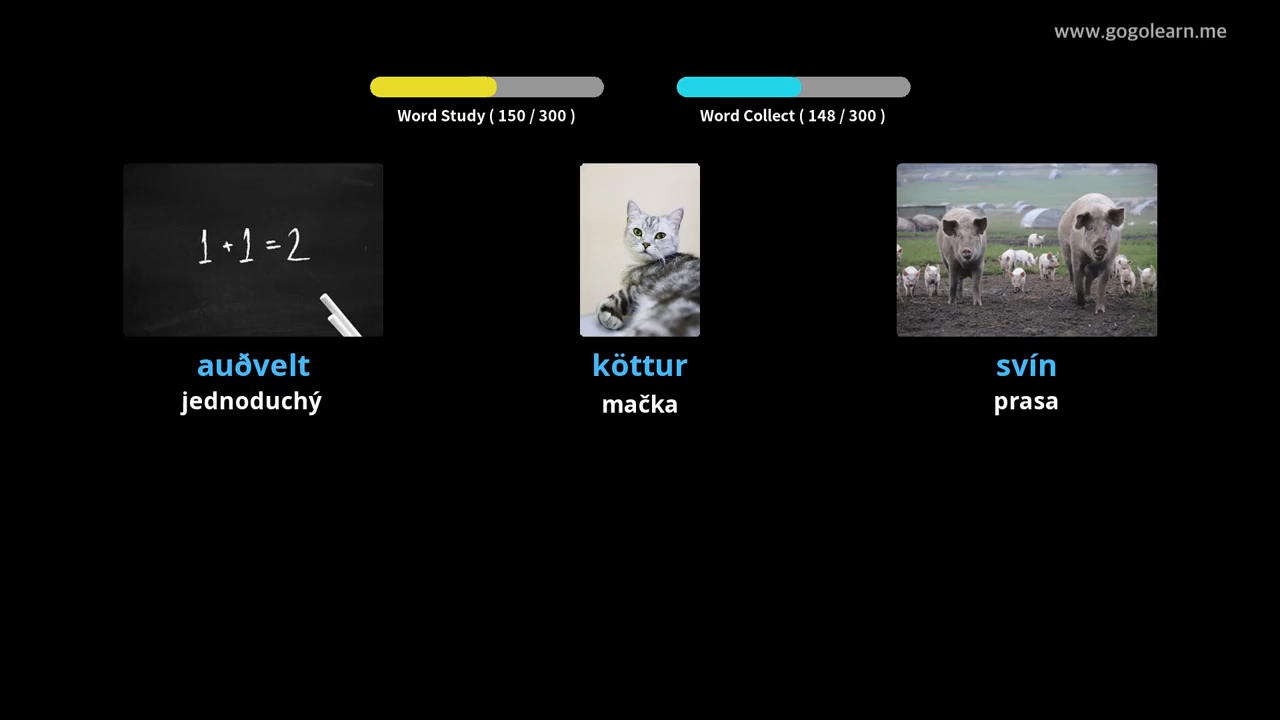 www.gogolearn.me
Word Study ( 150 / 300 )
Word Collect ( 148 / 300 )
1 + 1 = 2
auðvelt
jednoduchý
köttur
mačka
svín
prasa